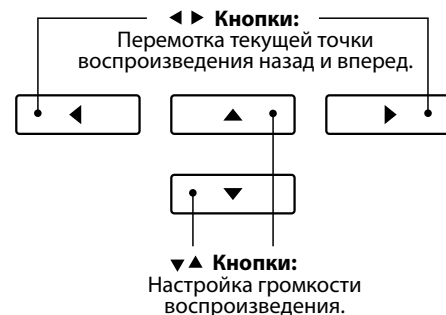 ◀ ▶ Кнопки:
Перемотка текущей точки
воспроизведения назад и вперед.
▼▲ Кнопки:
Настройка громкости
воспроизведения.